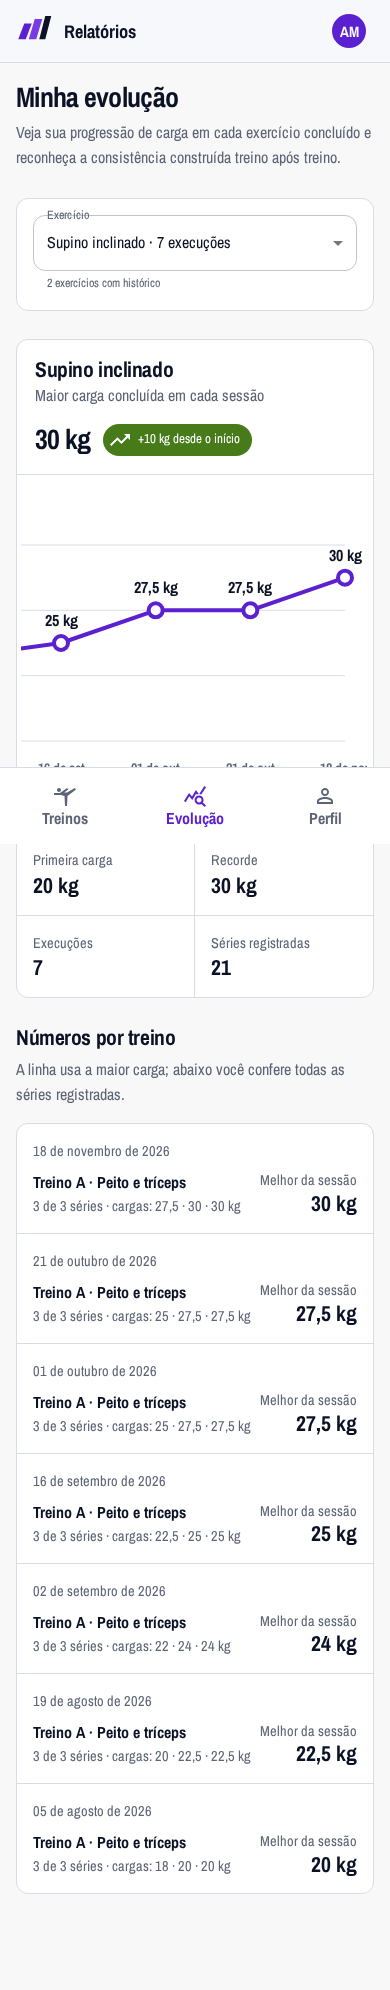 Relatórios
AM
Minha evolução
Veja sua progressão de carga em cada exercício concluído e
reconheça a consistência construída treino após treino.
Exercício
Supino inclinado · 7 execuções
2 exercícios com histórico
Supino inclinado
Maior carga concluída em cada sessão
30 kg
+10 kg desde o início
30 kg
27,5 kg
27,5 kg
25 kg
Treinos
Evolução
Perfil
Primeira carga
20 kg
Recorde
30 kg
Execuções
7
Séries registradas
21
Números por treino
A linha usa a maior carga; abaixo você confere todas as
séries registradas.
18 de novembro de 2026
Treino A · Peito e tríceps
3 de 3 séries · cargas: 27,5 · 30 · 30 kg
Melhor da sessão
30 kg
21 de outubro de 2026
Treino A · Peito e tríceps
3 de 3 séries · cargas: 25 · 27,5 · 27,5 kg
Melhor da sessão
27,5 kg
01 de outubro de 2026
Treino A · Peito e tríceps
3 de 3 séries · cargas: 25 · 27,5 · 27,5 kg
Melhor da sessão
27,5 kg
16 de setembro de 2026
Treino A · Peito e tríceps
3 de 3 séries · cargas: 22,5 · 25 · 25 kg
Melhor da sessão
25 kg
02 de setembro de 2026
Treino A · Peito e tríceps
3 de 3 séries · cargas: 22 · 24 · 24 kg
Melhor da sessão
24 kg
19 de agosto de 2026
Treino A · Peito e tríceps
3 de 3 séries · cargas: 20 · 22,5 · 22,5 kg
Melhor da sessão
22,5 kg
05 de agosto de 2026
Treino A · Peito e tríceps
3 de 3 séries · cargas: 18 · 20 · 20 kg
Melhor da sessão
20 kg